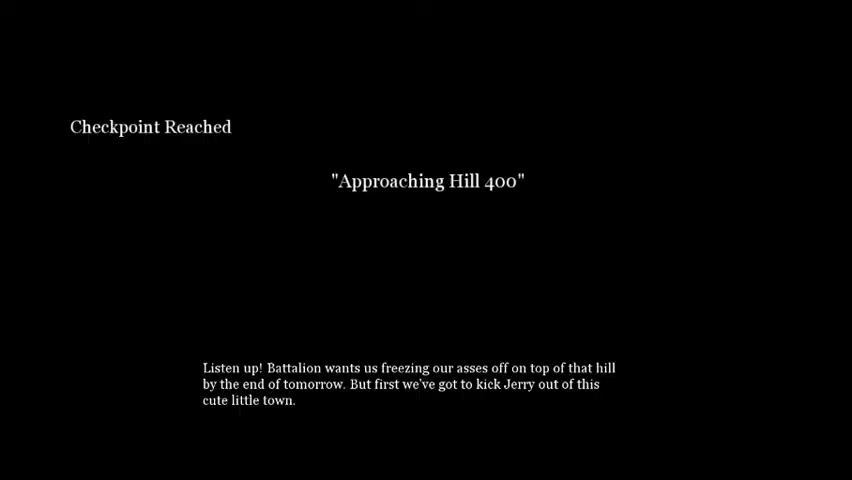 Checkpoint Reached
"Approaching Hill 400"
Listen up! Battalion wants us freezing our asses off on top of that hill
by the end of tomorrow. But first we've got to kick Jerry out of this
cute little town.